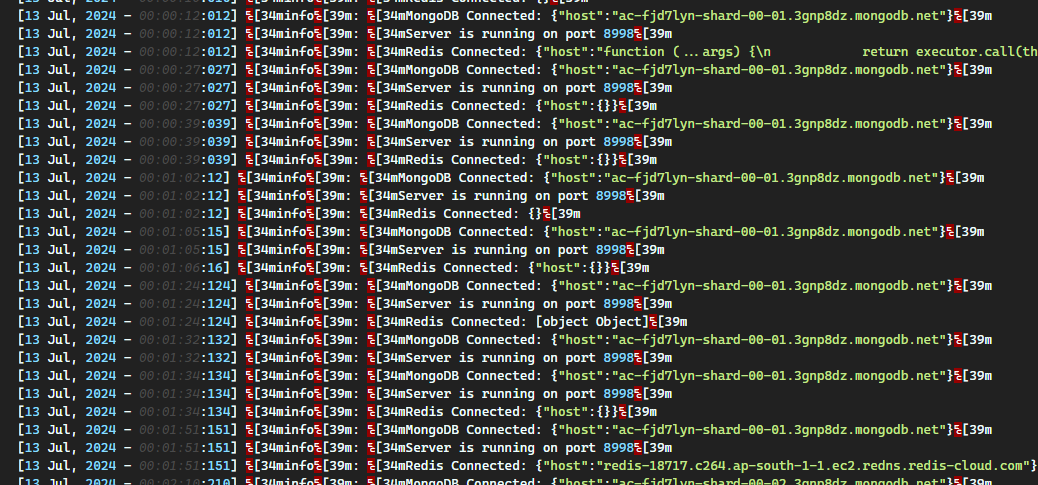 [13 Jul, 2024 - 00:00:12:012] ␛[34minfo␛[39m: ␛[34mMongoDB Connected: {"host":"ac-fjd7lyn-shard-00-01.3gnp8dz.mongodb.net"}␛[39m
[13 Jul, 2024 - 00:00:12:012] ␛[34minfo␛[39m: ␛[34mServer is running on port 8998␛[39m
[13 Jul, 2024 - 00:00:12:012] ␛[34minfo␛[39m: ␛[34mRedis Connected: {"host":"function (...args) {\n return executor.call(th
[13 Jul, 2024 - 00:00:27:027] ␛[34minfo␛[39m: ␛[34mMongoDB Connected: {"host":"ac-fjd7lyn-shard-00-01.3gnp8dz.mongodb.net"}␛[39m
[13 Jul, 2024 - 00:00:27:027] ␛[34minfo␛[39m: ␛[34mServer is running on port 8998␛[39m
[13 Jul, 2024 - 00:00:27:027] ␛[34minfo␛[39m: ␛[34mRedis Connected: {"host":{}}␛[39m
[13 Jul, 2024 - 00:00:39:039] ␛[34minfo␛[39m: ␛[34mMongoDB Connected: {"host":"ac-fjd7lyn-shard-00-01.3gnp8dz.mongodb.net"}␛[39m
[13 Jul, 2024 - 00:00:39:039] ␛[34minfo␛[39m: ␛[34mServer is running on port 8998␛[39m
[13 Jul, 2024 - 00:00:39:039] ␛[34minfo␛[39m: ␛[34mRedis Connected: {"host":{}}␛[39m
[13 Jul, 2024 - 00:01:02:12] ␛[34minfo␛[39m: ␛[34mMongoDB Connected: {"host":"ac-fjd7lyn-shard-00-01.3gnp8dz.mongodb.net"}␛[39m
[13 Jul, 2024 - 00:01:02:12] ␛[34minfo␛[39m: ␛[34mServer is running on port 8998␛[39m
[13 Jul, 2024 - 00:01:02:12] ␛[34minfo␛[39m: ␛[34mRedis Connected: {}␛[39m
[13 Jul, 2024 - 00:01:05:15] ␛[34minfo␛[39m: ␛[34mMongoDB Connected: {"host":"ac-fjd7lyn-shard-00-01.3gnp8dz.mongodb.net"}␛[39m
[13 Jul, 2024 - 00:01:05:15] ␛[34minfo␛[39m: ␛[34mServer is running on port 8998␛[39m
[13 Jul, 2024 - 00:01:06:16] ␛[34minfo␛[39m: ␛[34mRedis Connected: {"host":{}}␛[39m
[13 Jul, 2024 - 00:01:24:124] ␛[34minfo␛[39m: ␛[34mMongoDB Connected: {"host":"ac-fjd7lyn-shard-00-01.3gnp8dz.mongodb.net"}␛[39m
[13 Jul, 2024 - 00:01:24:124] ␛[34minfo␛[39m: ␛[34mServer is running on port 8998␛[39m
[13 Jul, 2024 - 00:01:24:124] ␛[34minfo␛[39m: ␛[34mRedis Connected: [object Object]␛[39m
[13 Jul, 2024 - 00:01:32:132] ␛[34minfo␛[39m: ␛[34mMongoDB Connected: {"host":"ac-fjd7lyn-shard-00-01.3gnp8dz.mongodb.net"}␛[39m
[13 Jul, 2024 - 00:01:32:132] ␛[34minfo␛[39m: ␛[34mServer is running on port 8998␛[39m
[13 Jul, 2024 - 00:01:34:134] ␛[34minfo␛[39m: ␛[34mMongoDB Connected: {"host":"ac-fjd7lyn-shard-00-01.3gnp8dz.mongodb.net"}␛[39m
[13 Jul, 2024 - 00:01:34:134] ␛[34minfo␛[39m: ␛[34mServer is running on port 8998␛[39m
[13 Jul, 2024 - 00:01:34:134] ␛[34minfo␛[39m: ␛[34mRedis Connected: {"host":{}}␛[39m
[13 Jul, 2024 - 00:01:51:151] ␛[34minfo␛[39m: ␛[34mMongoDB Connected: {"host":"ac-fjd7lyn-shard-00-01.3gnp8dz.mongodb.net"}␛[39m
[13 Jul, 2024 - 00:01:51:151] ␛[34minfo␛[39m: ␛[34mServer is running on port 8998␛[39m
[13 Jul, 2024 - 00:01:51:151] ␛[34minfo␛[39m: ␛[34mRedis Connected: {"host":"redis-18717.c264.ap-south-1-1.ec2.redns.redis-cloud.com"}
[13 Jul, 2024 - 00:02:10:210] ␛[34minfo␛[39m: ␛[34mMongoDB Connected: {"host":"ac-fjd7lyn-shard-00-02.3gnp8dz.mongodb.net"}␛[39m